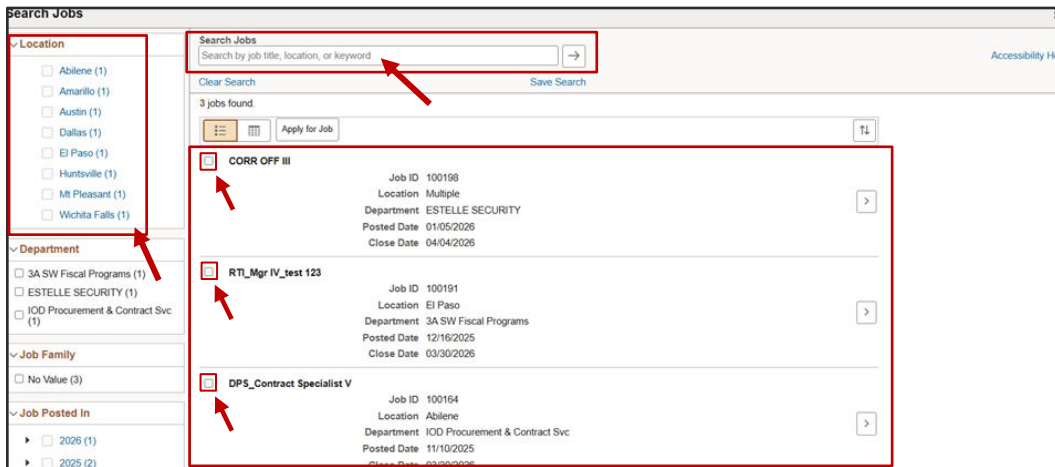 Search Jobs
Location
Abilene (1)
Amarillo (1)
Austin (1)
Dallas (1)
El Paso (1)
Huntsville (1)
Mt Pleasant (1)
Wichita Falls (1)
Department
3A SW Fiscal Programs (1)
ESTELLE SECURITY (1)
IOD Procurement & Contract Svc
(1)
Job Family
No Value (3)
Job Posted In
2026 (1)
2025 (2)
Search Jobs
Search by job title, location, or keyword
Accessibility
Clear Search
Save Search
3 jobs found.
Apply for Job
CORR OFF III
Job ID 100198
Location Multiple
Department ESTELLE SECURITY
Posted Date 01/05/2026
Close Date 04/04/2026
RTI_Mgr IV_test 123
Job ID 100191
Location El Paso
Department 3A SW Fiscal Programs
Posted Date 12/16/2025
Close Date 03/30/2026
DPS_Contract Specialist V
Job ID 100164
Location Abilene
Department IOD Procurement & Contract Svc
Posted Date 11/10/2025
Close Date 03/30/2026